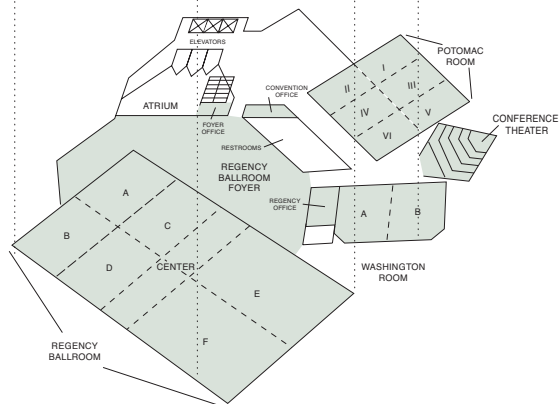 ELEVATORS
POTOMAC
ROOM
I
II
III
CONVENTION
OFFICE
ATRIUM
IV
V
FOYER
OFFICE
CONFERENCE
THEATER
VI
RESTROOMS
REGENCY
BALLROOM
FOYER
A
REGENCY
OFFICE
A
B
C
B
D
CENTER
WASHINGTON
ROOM
E
F
REGENCY
BALLROOM